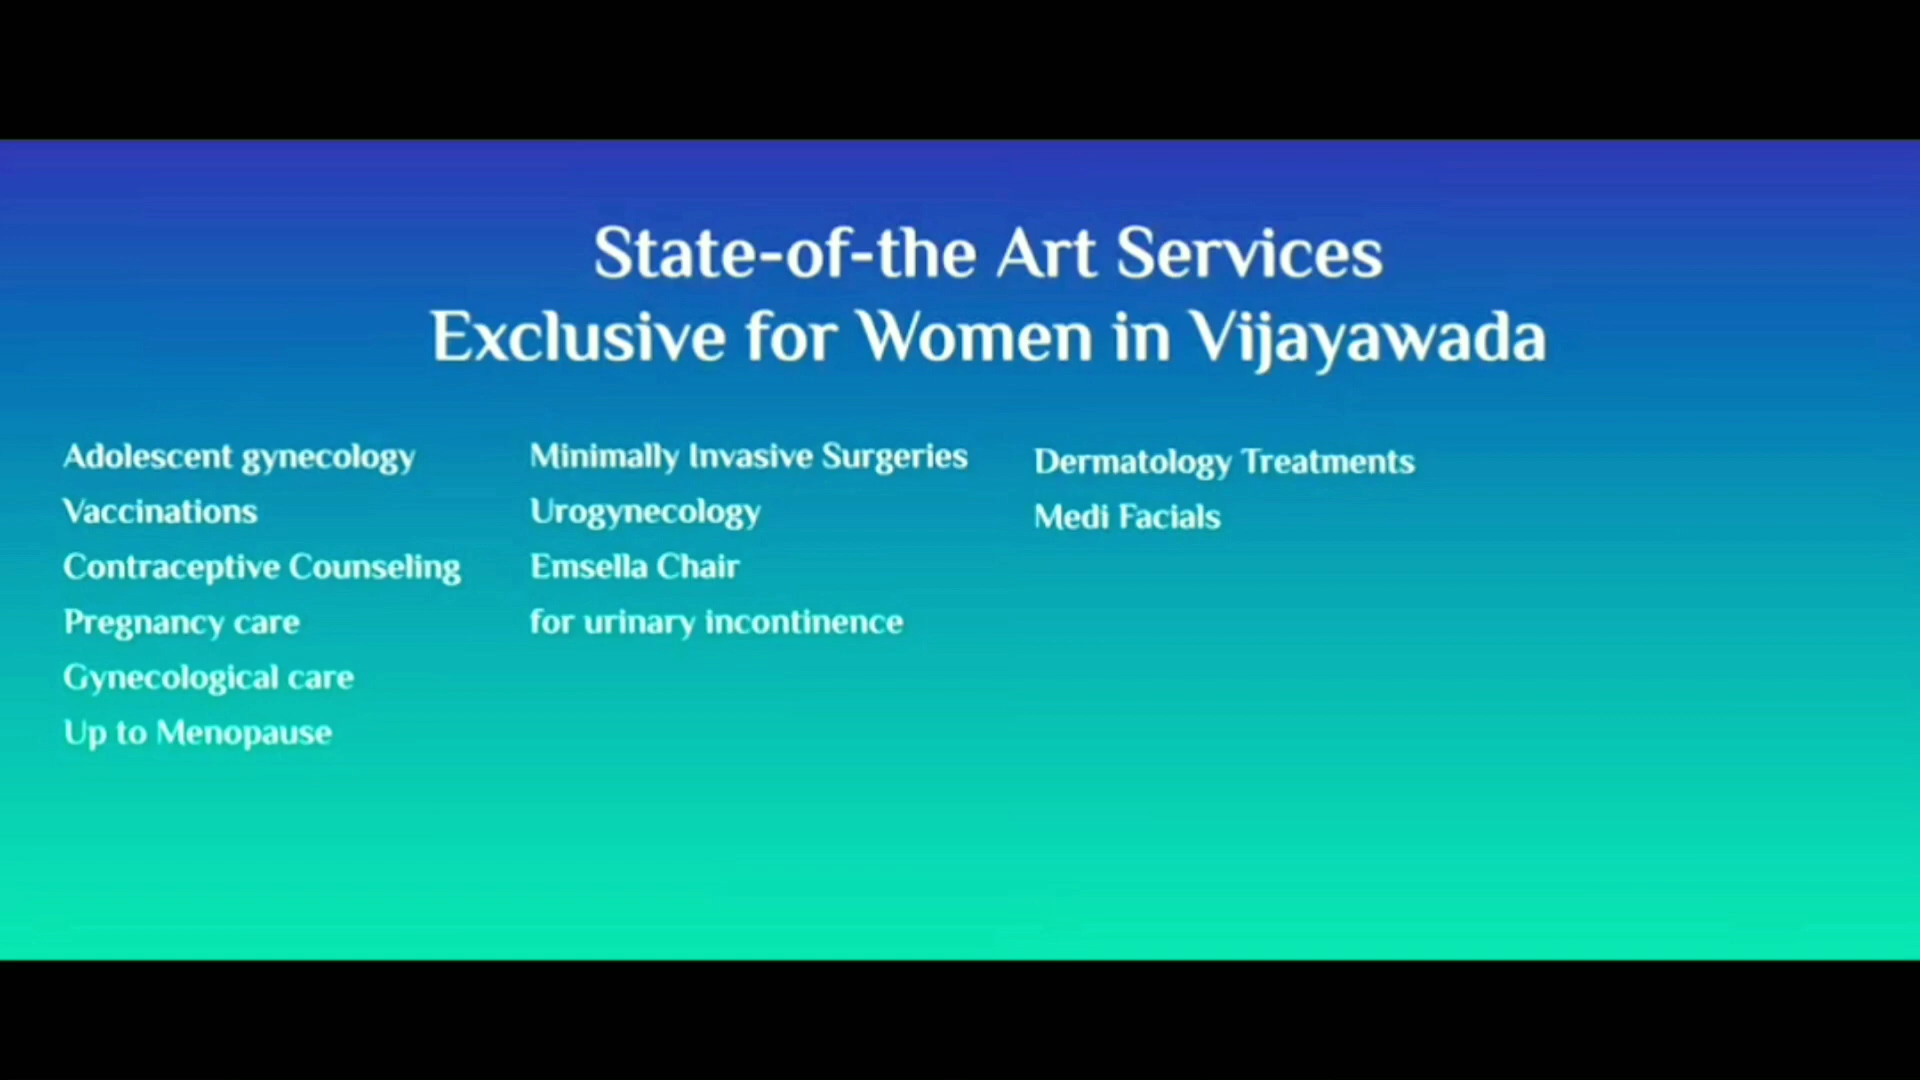 State-of-the Art Services
Exclusive for Women in Vijayawada
Adolescent gynecology
Vaccinations
Contraceptive Counseling
Pregnancy care
Gynecological care
Up to Menopause
Minimally Invasive Surgeries
Urogynecology
Emsella Chair
for urinary incontinence
Dermatology Treatments
Medi Facials